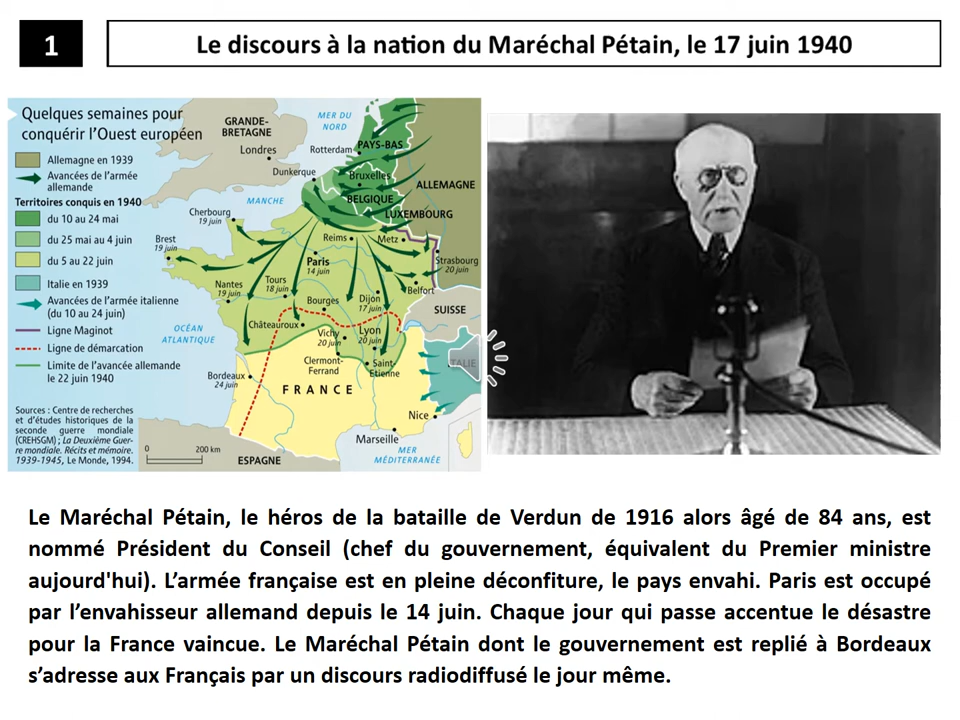 1
Le discours à la nation du Maréchal Pétain, le 17 juin 1940
Quelques semaines pour
conquérir l'Ouest européen
Allemagne en 1939
Avancées de l'armée
allemande
Territoires conquis en 1940
du 10 au 24 mai
du 25 mai au 4 juin
du 5 au 22 juin
Italie en 1939
Avancées de l'armée italienne
(du 10 au 24 juin)
Ligne Maginot
Ligne de démarcation
Limite de l'avancée allemande
le 22 juin 1940
Sources : Centre de recherches
et d'études historiques de la
seconde guerre mondiale
(CREHSGM) ; La Deuxième Guer-
re mondiale. Récits et mémoire.
1939-1945, Le Monde, 1994.
0 200 km
GRANDE-
BRETAGNE
Londres
MER DU
NORD
Rotterdam
PAYS-BAS
Dunkerque
Bruxelles
BELGIQUE
ALLEMAGNE
LUXEMBOURG
MANCHE
Cherbourg
19 juin
Brest
19 juin
Reims
Metz
Paris
14 juin
Strasbourg
20 juin
Nantes
19 juin
Tours
18 juin
Bourges
Dijon
17 juin
Belfort
SUISSE
OCÉAN
ATLANTIQUE
Châteauroux
Vichy
20 juin
Lyon
20 juin
Clermont-
Ferrand
Saint-
Etienne
ITALIE
Bordeaux
24 juin
FRANCE
Nice
Marseille
MER
MÉDITERRANÉE
ESPAGNE
Le Maréchal Pétain, le héros de la bataille de Verdun de 1916 alors âgé de 84 ans, est
nommé Président du Conseil (chef du gouvernement, équivalent du Premier ministre
aujourd'hui). L'armée française est en pleine déconfiture, le pays envahi. Paris est occupé
par l'envahisseur allemand depuis le 14 juin. Chaque jour qui passe accentue le désastre
pour la France vaincue. Le Maréchal Pétain dont le gouvernement est replié à Bordeaux
s'adresse aux Français par un discours radiodiffusé le jour même.